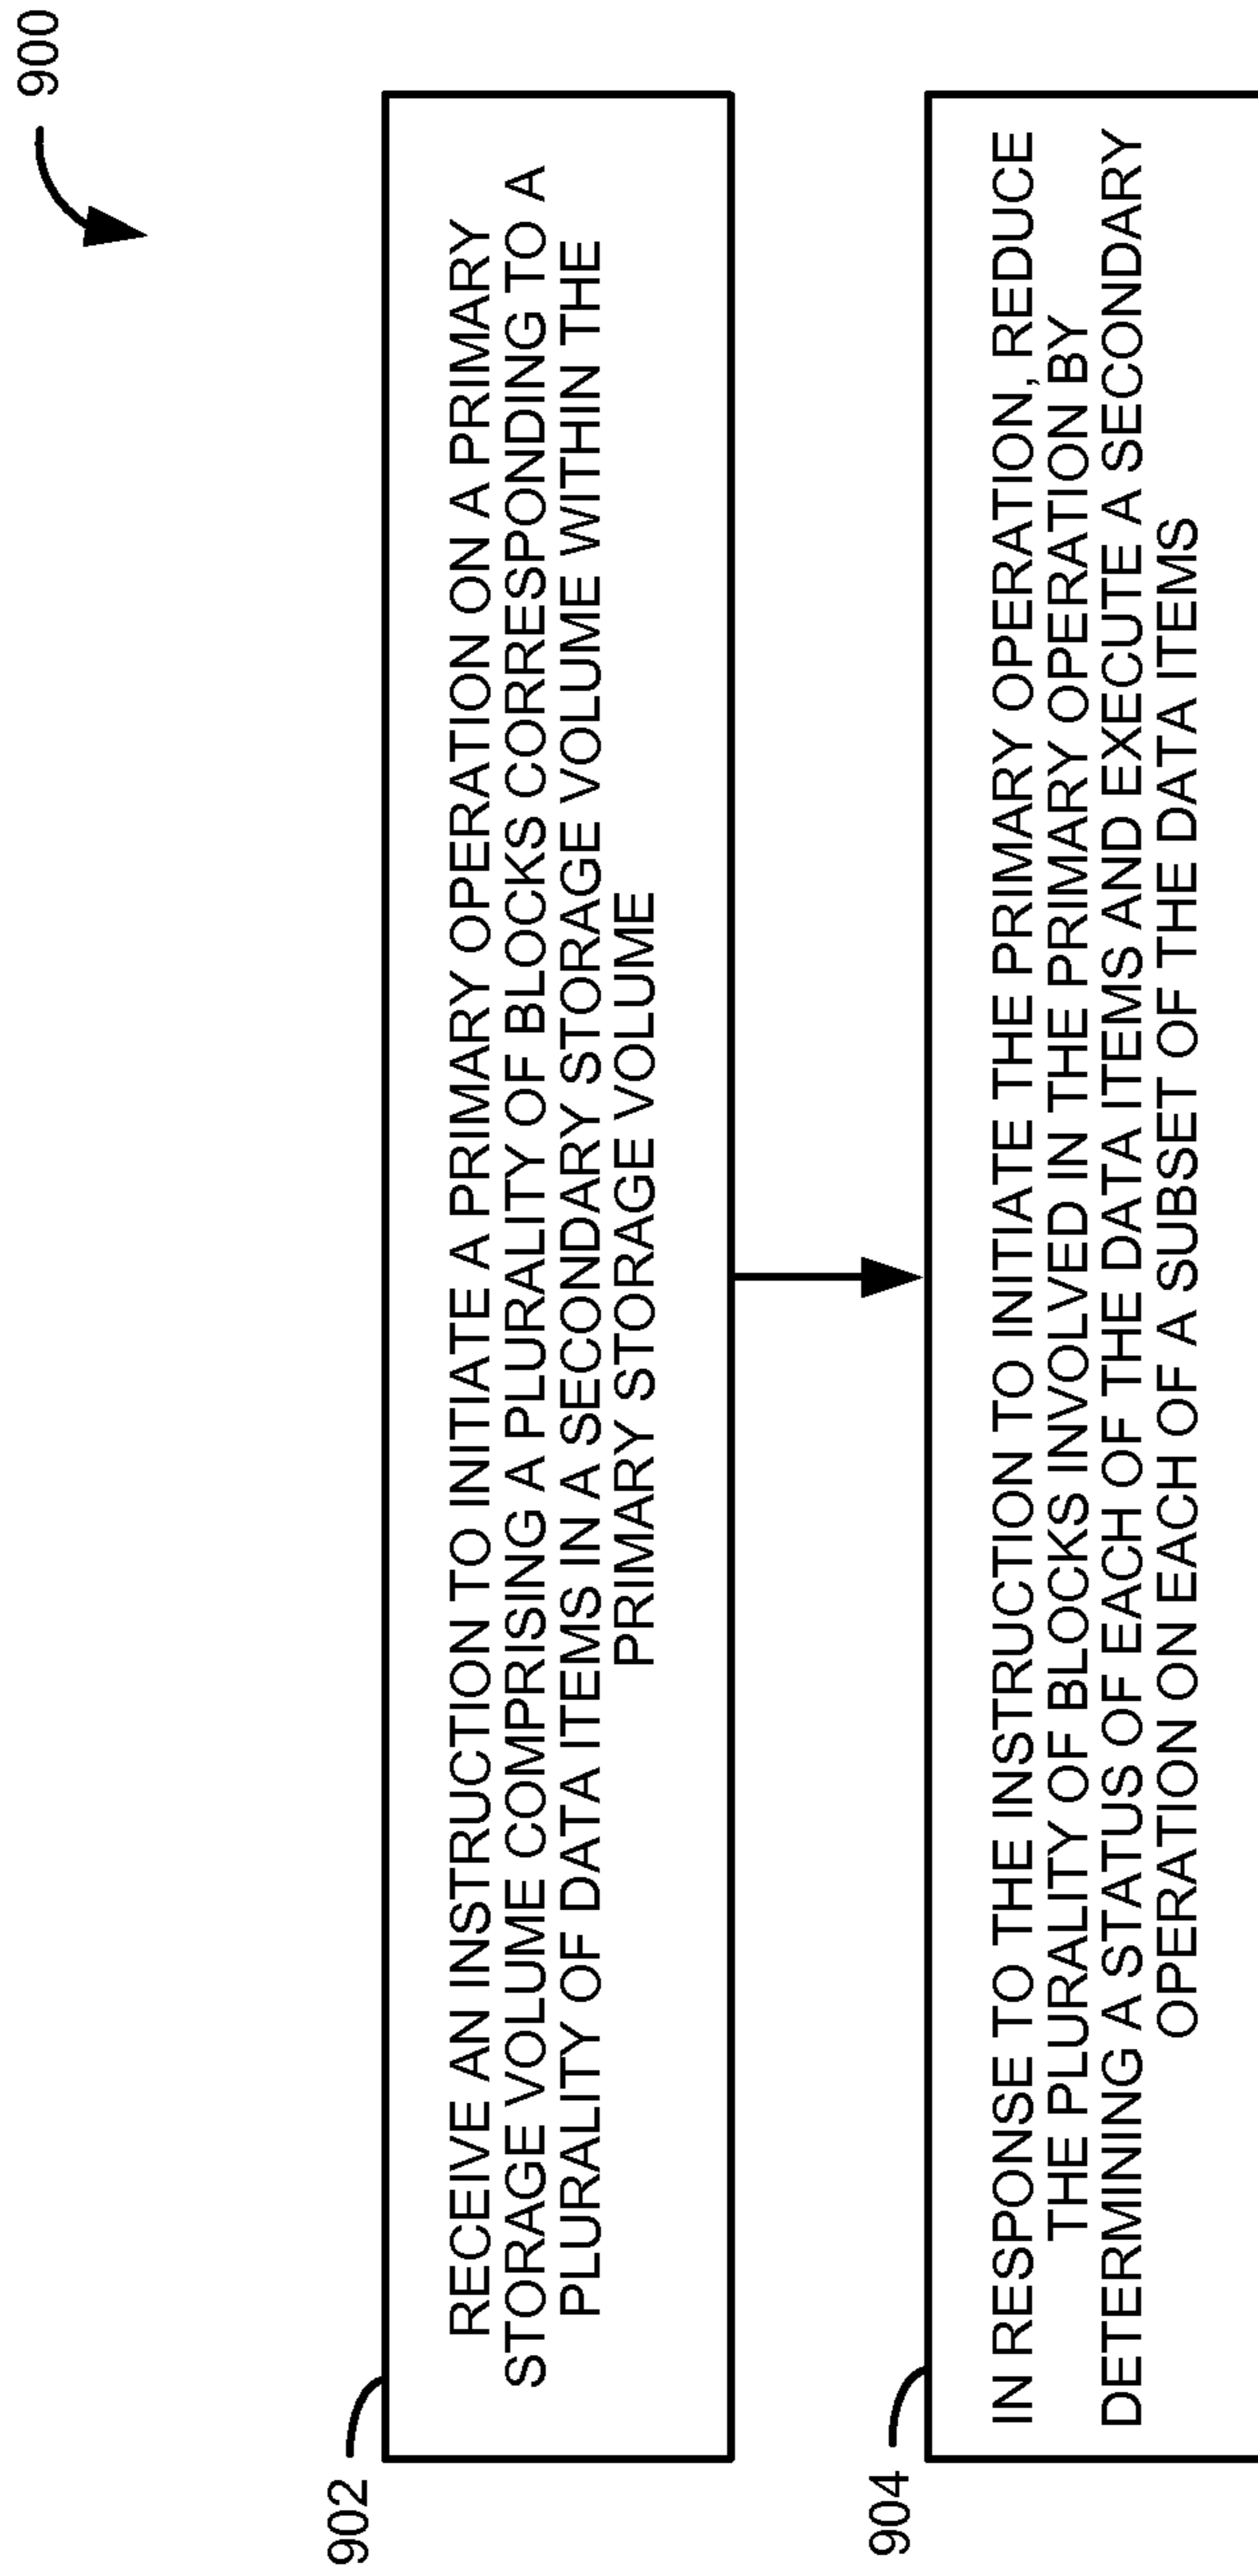 900
902
RECEIVE AN INSTRUCTION TO INITIATE A PRIMARY OPERATION ON A PRIMARY
STORAGE VOLUME COMPRISING A PLURALITY OF BLOCKS CORRESPONDING TO A
PLURALITY OF DATA ITEMS IN A SECONDARY STORAGE VOLUME WITHIN THE
PRIMARY STORAGE VOLUME
904
IN RESPONSE TO THE INSTRUCTION TO INITIATE THE PRIMARY OPERATION, REDUCE
THE PLURALITY OF BLOCKS INVOLVED IN THE PRIMARY OPERATION BY
DETERMINING A STATUS OF EACH OF THE DATA ITEMS AND EXECUTE A SECONDARY
OPERATION ON EACH OF A SUBSET OF THE DATA ITEMS